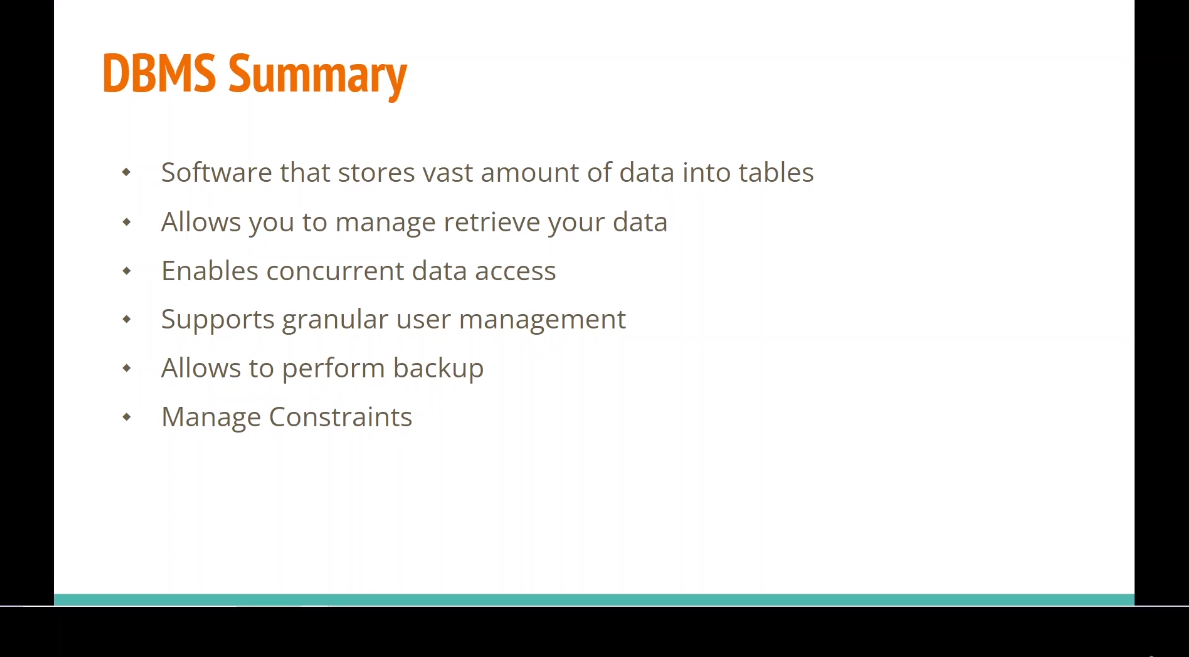 DBMS Summary
Software that stores vast amount of data into tables
Allows you to manage retrieve your data
Enables concurrent data access
Supports granular user management
Allows to perform backup
Manage Constraints